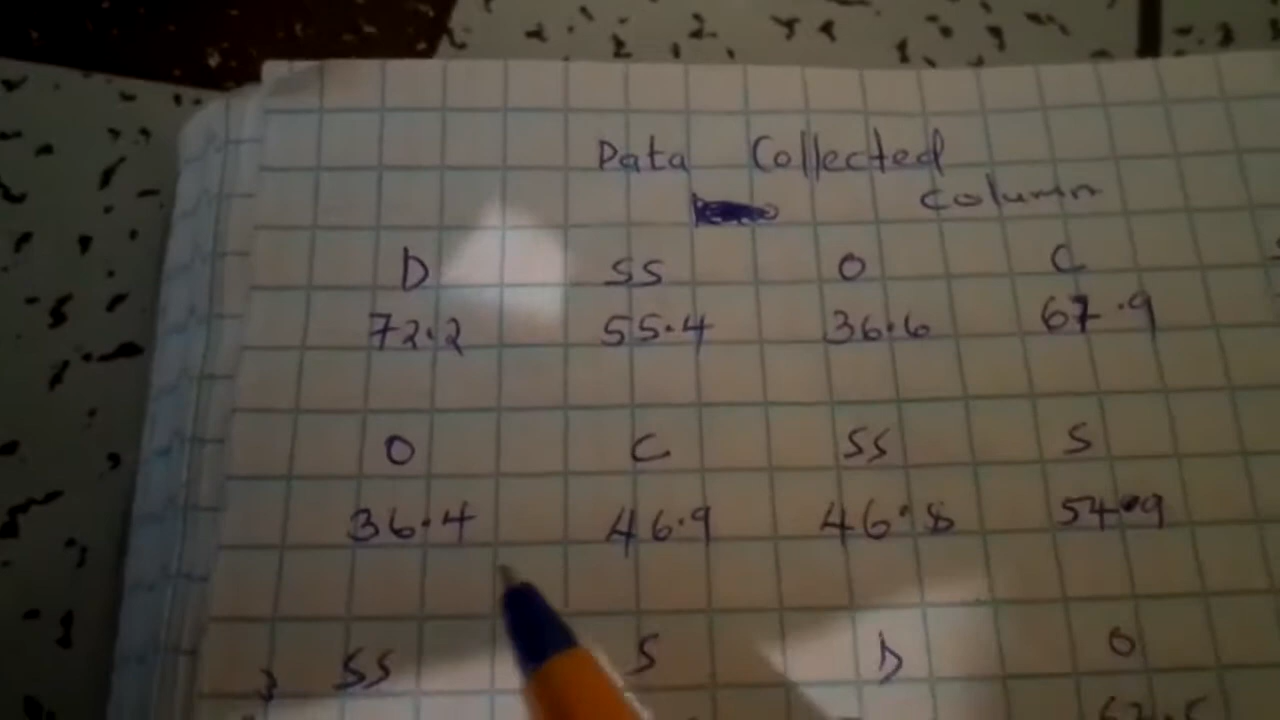 Data Collected
column
D SS O C
72.2 55.4 36.6 67.9
O C SS S
36.4 46.9 46.8 54.9
3 SS S D O